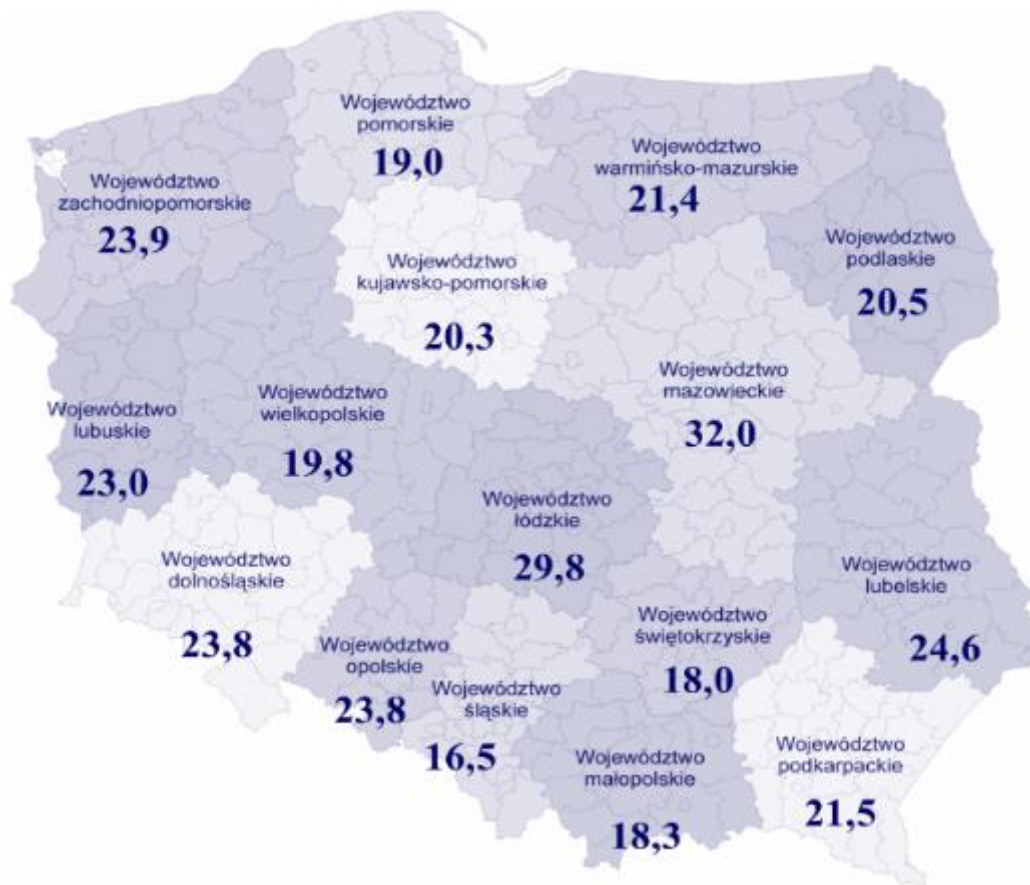 Województwo
pomorskie
19,0
Województwo
warmińsko-mazurskie
21,4
Województwo
zachodniopomorskie
23,9
Województwo
podlaskie
20,5
Województwo
kujawsko-pomorskie
20,3
Województwo
mazowieckie
32,0
Województwo
wielkopolskie
19,8
Województwo
lubuskie
23,0
Województwo
łódzkie
29,8
Województwo
dolnośląskie
23,8
Województwo
lubelskie
24,6
Województwo
świętokrzyskie
18,0
Województwo
opolskie
23,8
Województwo
śląskie
16,5
Województwo
małopolskie
18,3
Województwo
podkarpackie
21,5